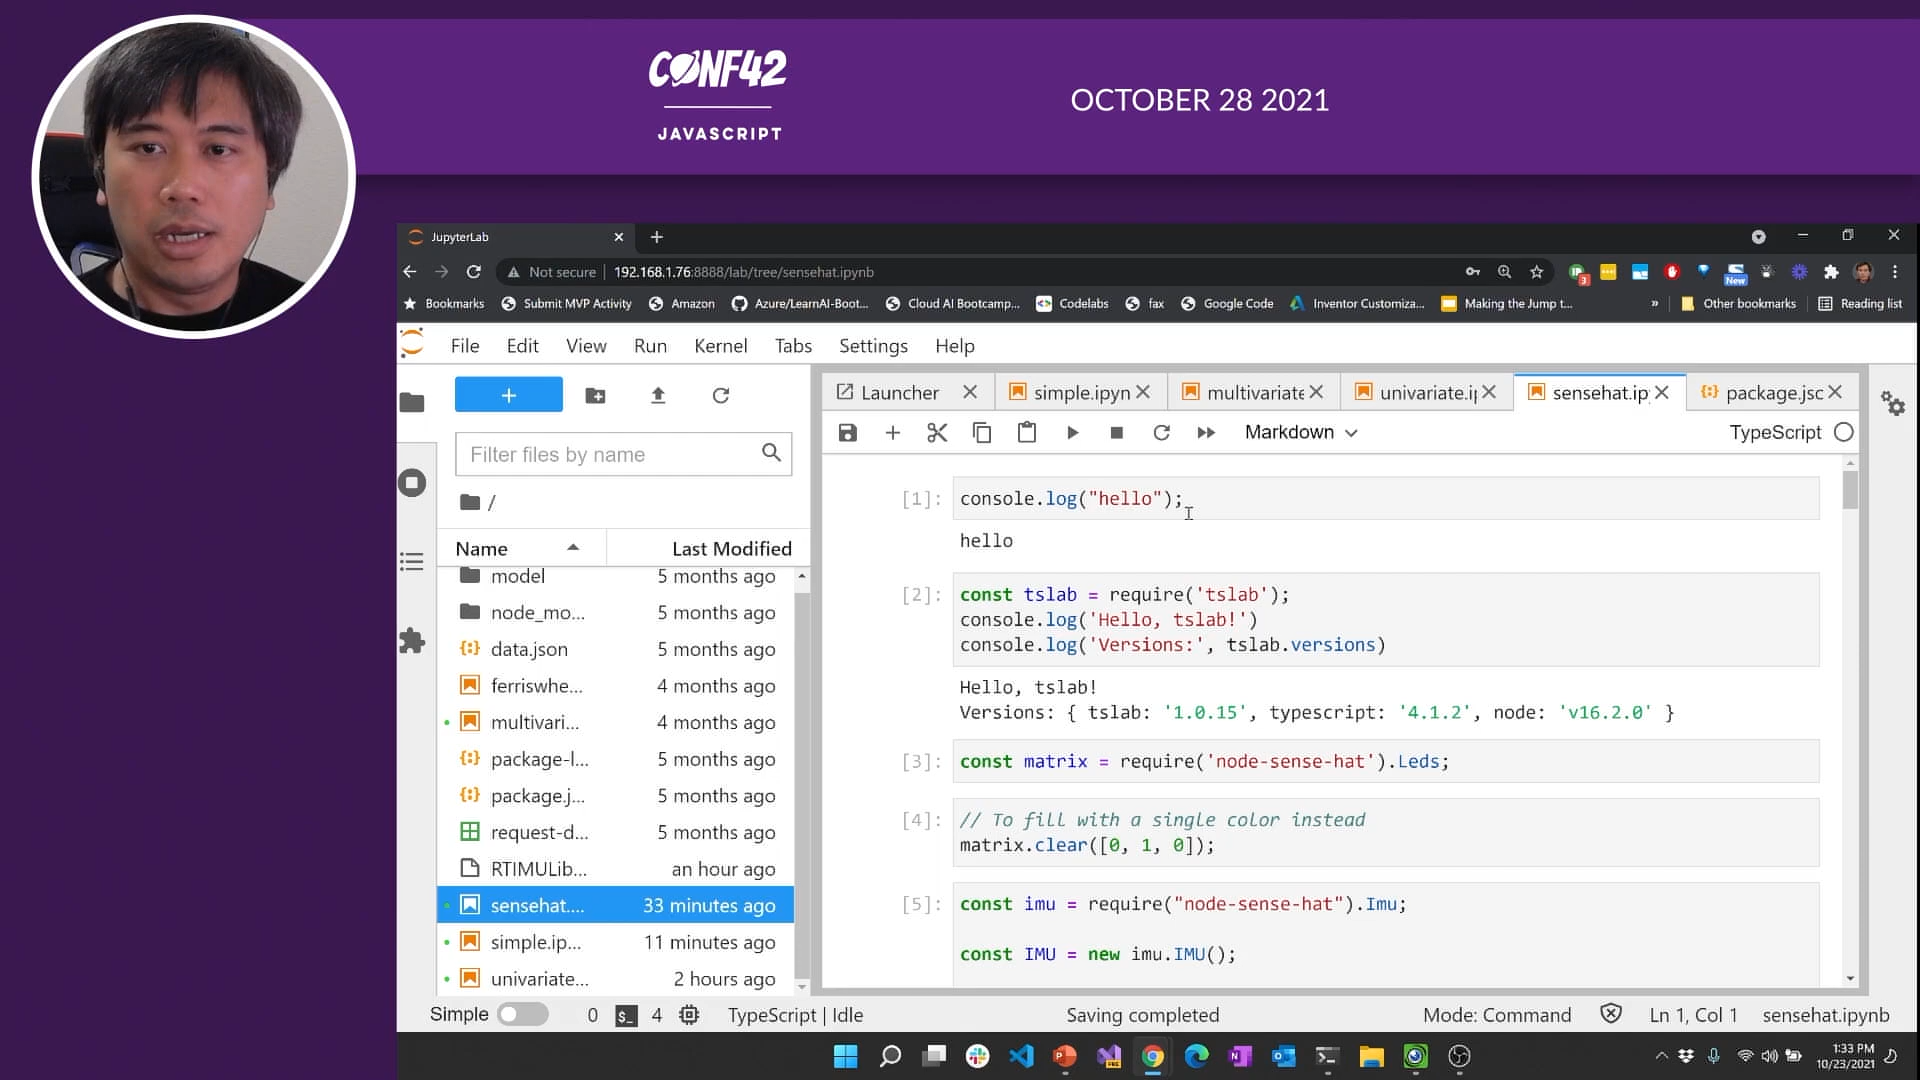 CONF42
JAVASCRIPT
OCTOBER 28 2021
JupyterLab
Not secure 192.168.1.76:8888/lab/tree/sensehat.ipynb
3
New
Bookmarks Submit MVP Activity Amazon Azure/LearnAI-Boot... Cloud AI Bootcamp... Codelabs fax Google Code Inventor Customiza... Making the Jump t... » Other bookmarks Reading list
File Edit View Run Kernel Tabs Settings Help
Launcher simple.ipyn multivariate univariate.ip sensehat.ip package.jsc
Markdown TypeScript
Filter files by name
/
Name Last Modified
model 5 months ago
node_mo... 5 months ago
data.json 5 months ago
ferriswhe... 4 months ago
multivari... 4 months ago
package-l... 5 months ago
package.j... 5 months ago
request-d... 5 months ago
RTIMULib... an hour ago
sensehat.... 33 minutes ago
simple.ip... 11 minutes ago
univariate... 2 hours ago
[1]: console.log("hello");
hello
[2]: const tslab = require('tslab');
console.log('Hello, tslab!')
console.log('Versions:', tslab.versions)
Hello, tslab!
Versions: { tslab: '1.0.15', typescript: '4.1.2', node: 'v16.2.0' }
[3]: const matrix = require('node-sense-hat').Leds;
[4]: // To fill with a single color instead
matrix.clear([0, 1, 0]);
[5]: const imu = require("node-sense-hat").Imu;
const IMU = new imu.IMU();
Simple 0 $_ 4 TypeScript | Idle Saving completed Mode: Command Ln 1, Col 1 sensehat.ipynb
1:33 PM
10/23/2021